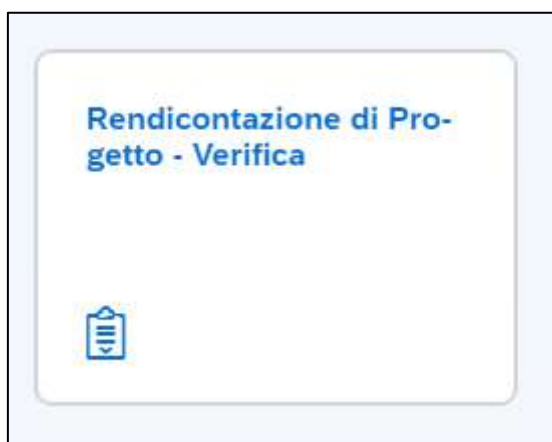 Rendicontazione di Pro-
getto - Verifica